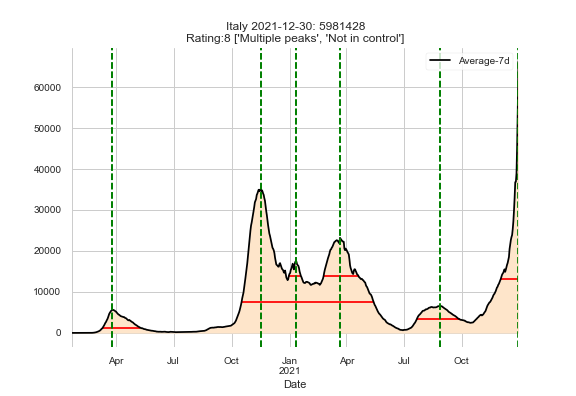 Italy 2021-12-30: 5981428
Rating:8 ['Multiple peaks', 'Not in control']
Average-7d
60000
50000
40000
30000
20000
10000
0
Apr Jul Oct Jan Apr Jul Oct
2021
Date